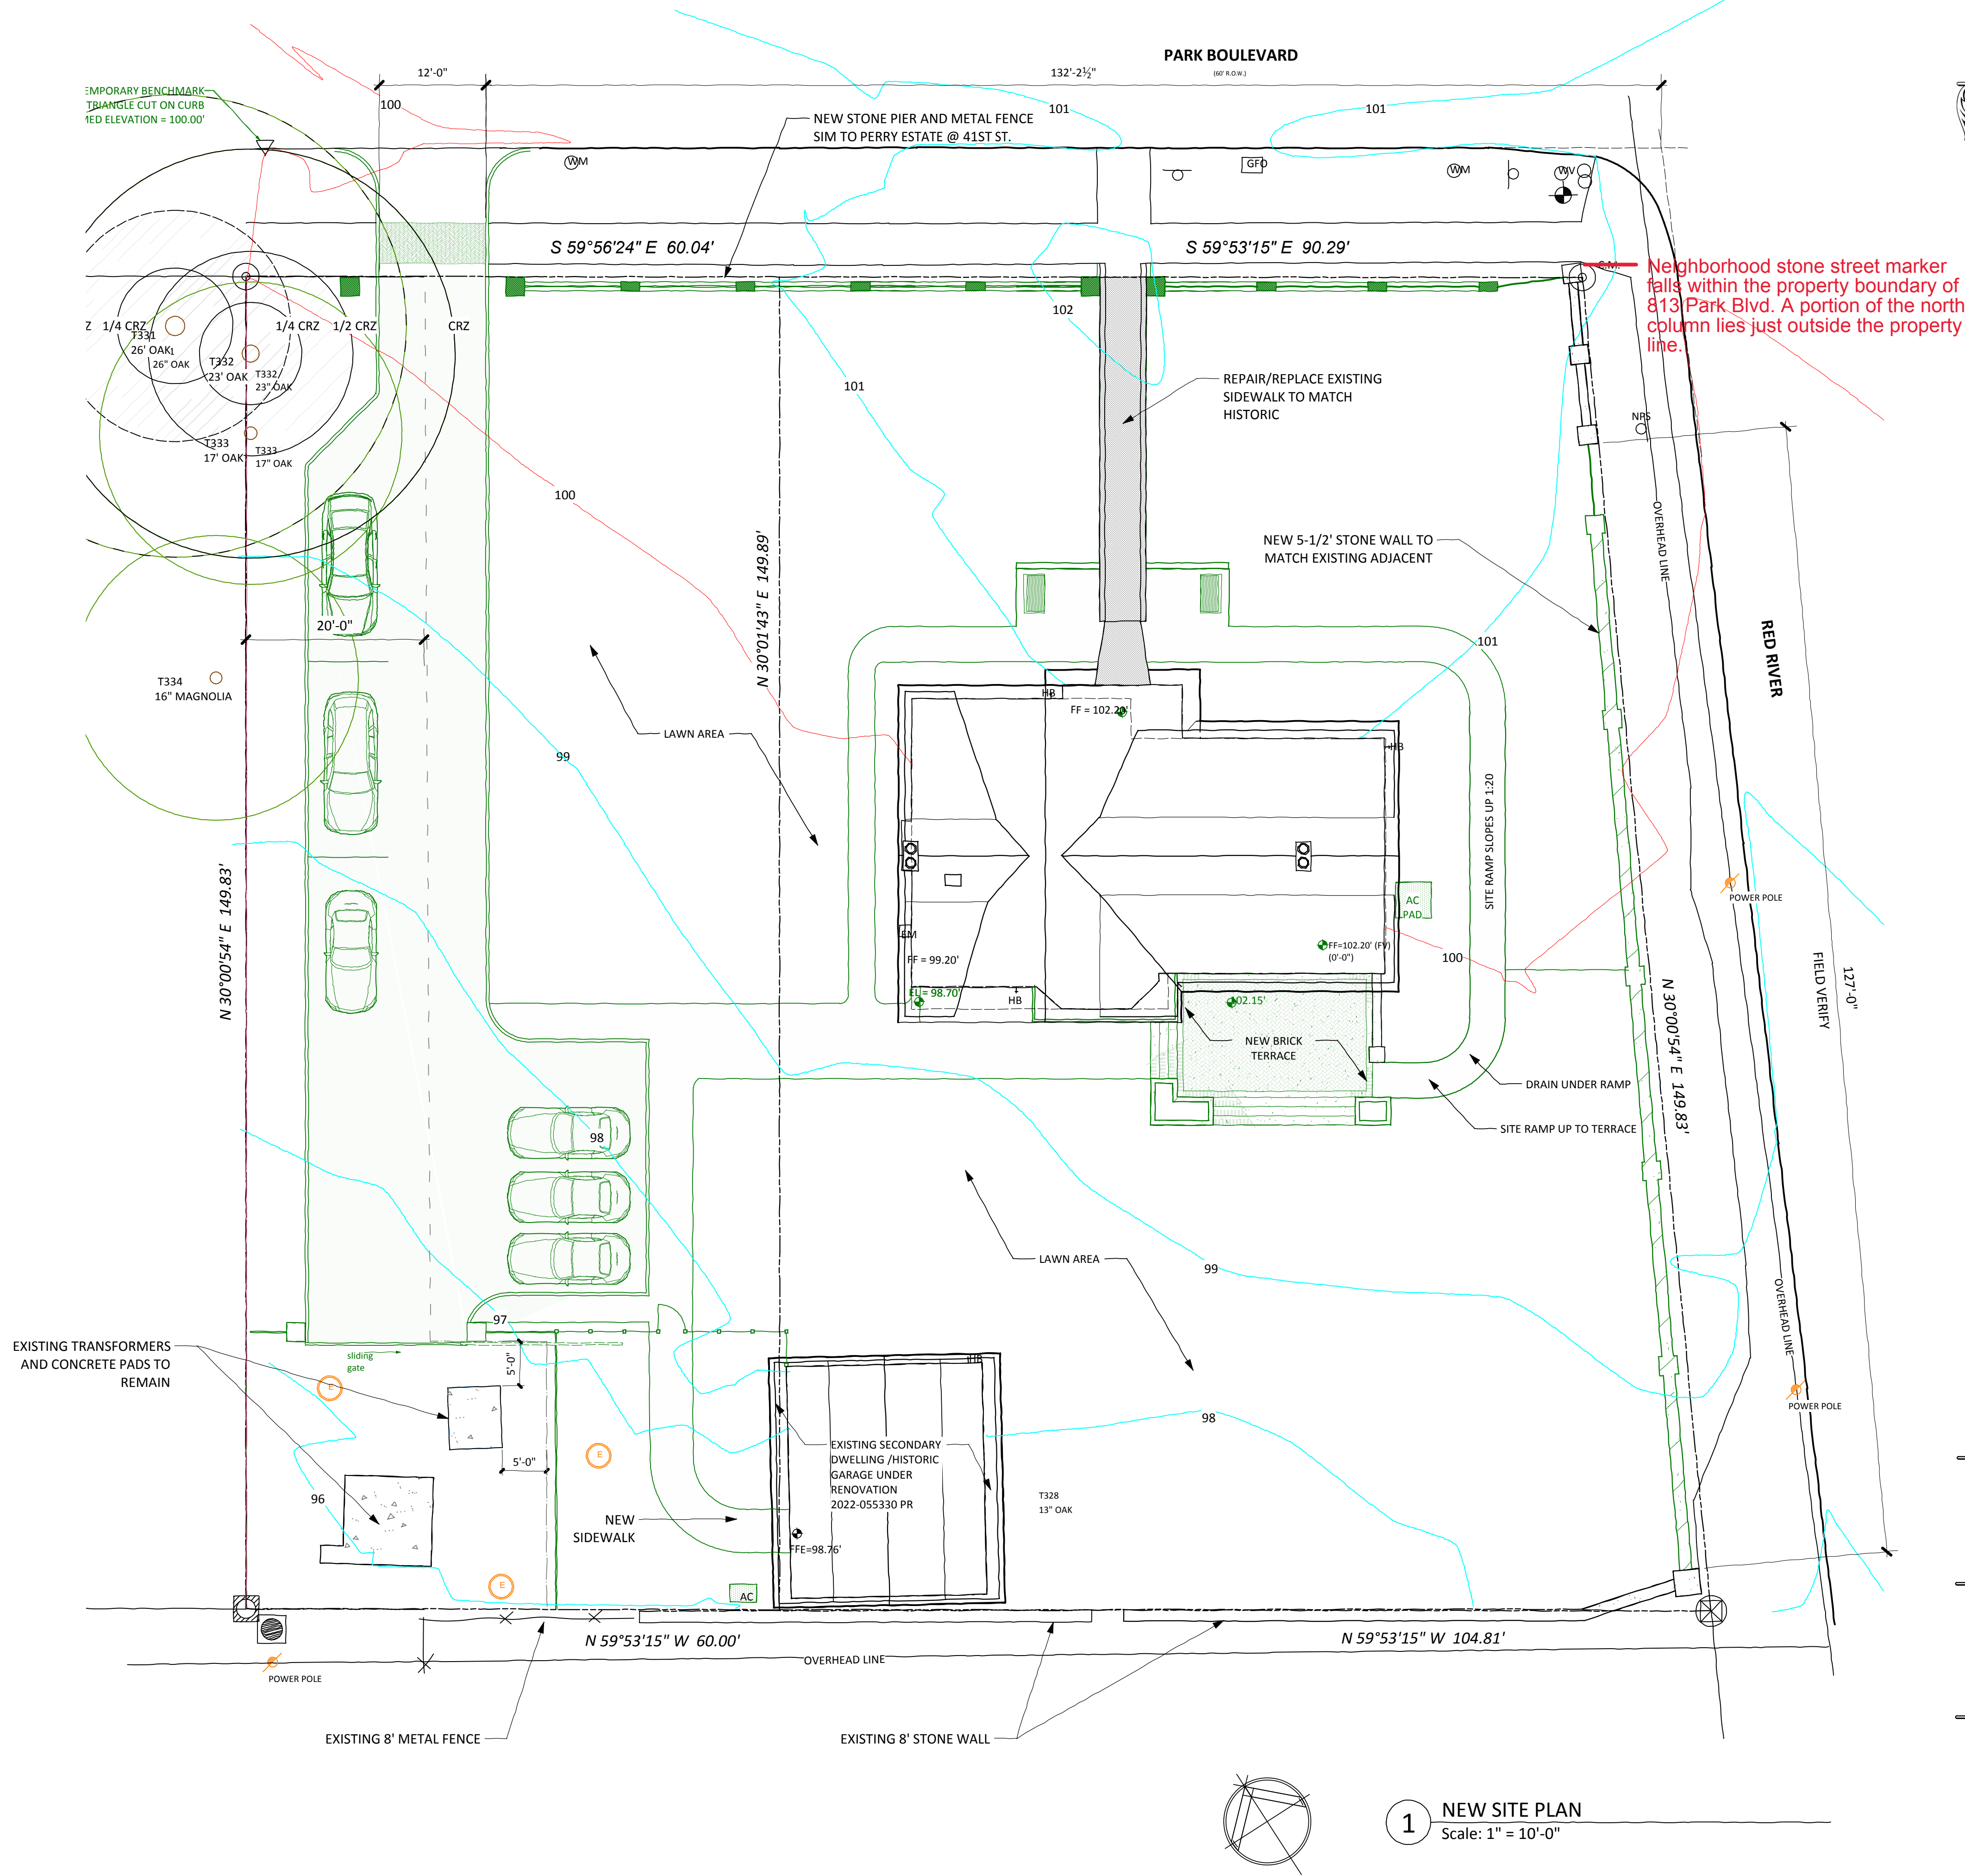 PARK BOULEVARD
(60' R.O.W.)
12'-0"
132'-2½"
EMPORARY BENCHMARK
TRIANGLE CUT ON CURB
MED ELEVATION = 100.00'
100
101
101
NEW STONE PIER AND METAL FENCE
SIM TO PERRY ESTATE @ 41ST ST.
WM
GFO
WM
WV
S 59°56'24" E 60.04'
S 59°53'15" E 90.29'
C.M.
Neighborhood stone street marker
falls within the property boundary of
813 Park Blvd. A portion of the north
column lies just outside the property
line.
102
Z
1/4 CRZ
1/4 CRZ
1/2 CRZ
CRZ
T331
26' OAK
26" OAK
T332
23' OAK
T332
23" OAK
T333
17' OAK
T333
17" OAK
101
REPAIR/REPLACE EXISTING
SIDEWALK TO MATCH
HISTORIC
NPS
100
OVERHEAD LINE
NEW 5-1/2' STONE WALL TO
MATCH EXISTING ADJACENT
N 30°01'43" E 149.89'
20'-0"
101
RED RIVER
T334
16" MAGNOLIA
HB
FF = 102.20'
LAWN AREA
HB
99
SITE RAMP SLOPES UP 1:20
N 30°00'54" E 149.83'
POWER POLE
AC
PAD
EM
FF = 99.20'
FF=102.20' (FV)
(0'-0")
100
EL= 98.70'
HB
102.15'
127'-0"
FIELD VERIFY
N 30°00'54" E 149.83'
NEW BRICK
TERRACE
DRAIN UNDER RAMP
SITE RAMP UP TO TERRACE
98
LAWN AREA
99
OVERHEAD LINE
97
EXISTING TRANSFORMERS
AND CONCRETE PADS TO
REMAIN
sliding
gate
5'-0"
HB
E
98
POWER POLE
EXISTING SECONDARY
DWELLING /HISTORIC
GARAGE UNDER
RENOVATION
2022-055330 PR
E
5'-0"
96
T328
13" OAK
NEW
SIDEWALK
FFE=98.76'
E
AC
N 59°53'15" W 60.00'
N 59°53'15" W 104.81'
OVERHEAD LINE
POWER POLE
EXISTING 8' METAL FENCE
EXISTING 8' STONE WALL
1
NEW SITE PLAN
Scale: 1" = 10'-0"